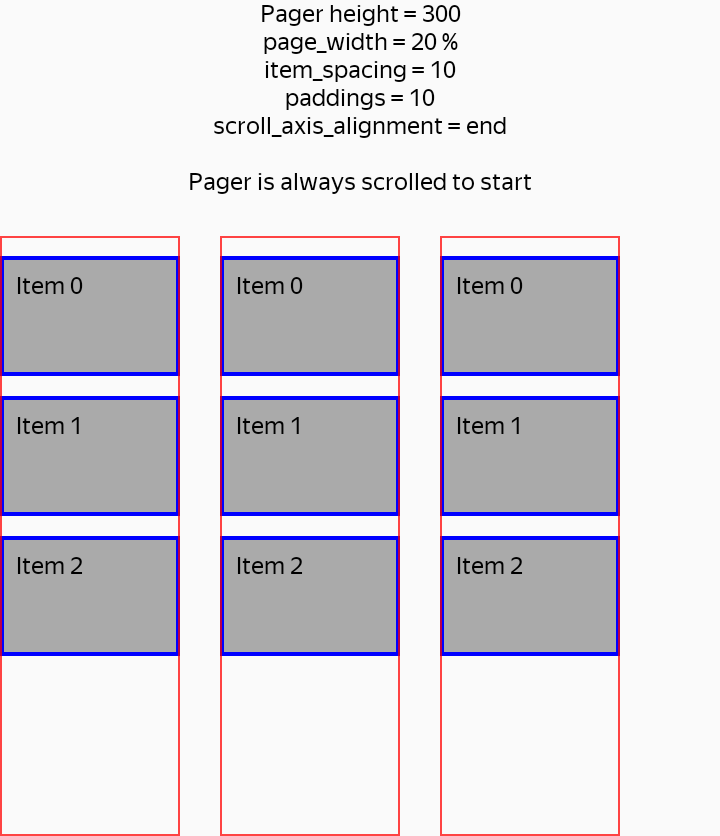 Pager height = 300
page_width = 20 %
item_spacing = 10
paddings = 10
scroll_axis_alignment = end
Pager is always scrolled to start
Item 0
Item 1
Item 2
Item 0
Item 1
Item 2
Item 0
Item 1
Item 2